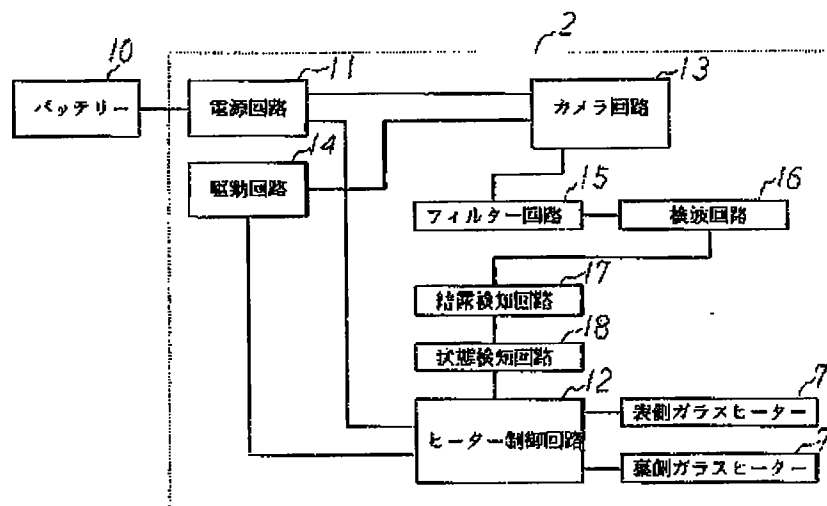 2
10
11
13
バッテリー
電源回路
カメラ回路
14
駆動回路
15
16
フィルター回路
検波回路
17
結露検知回路
18
状態検知回路
12
7
ヒーター制御回路
表側ガラスヒーター
7
裏側ガラスヒーター